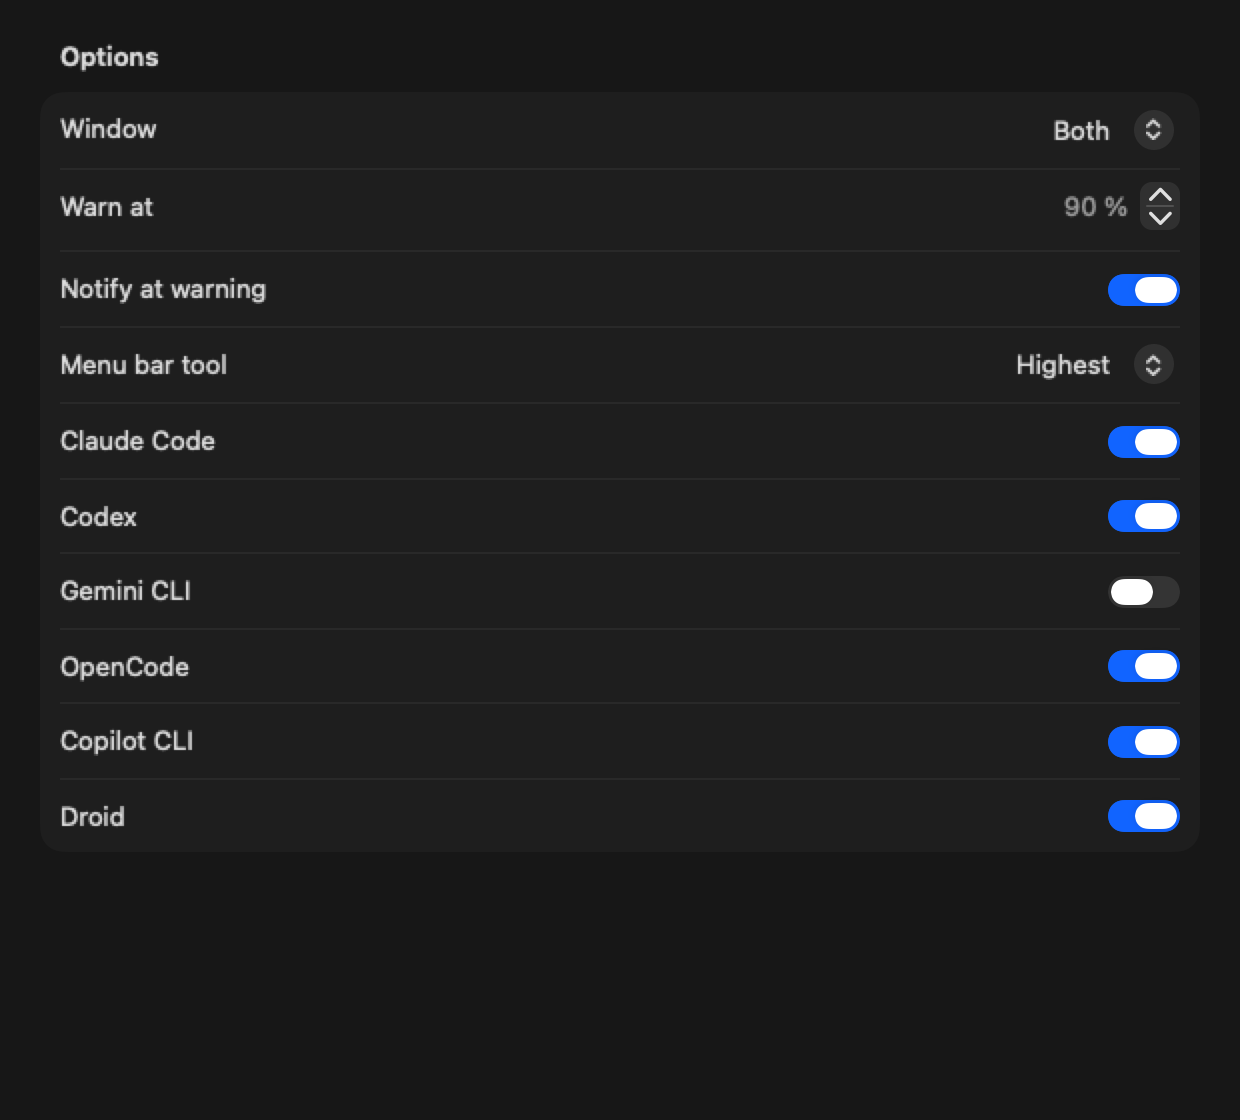 Options
Window Both
Warn at 90 %
Notify at warning
Menu bar tool Highest
Claude Code
Codex
Gemini CLI
OpenCode
Copilot CLI
Droid